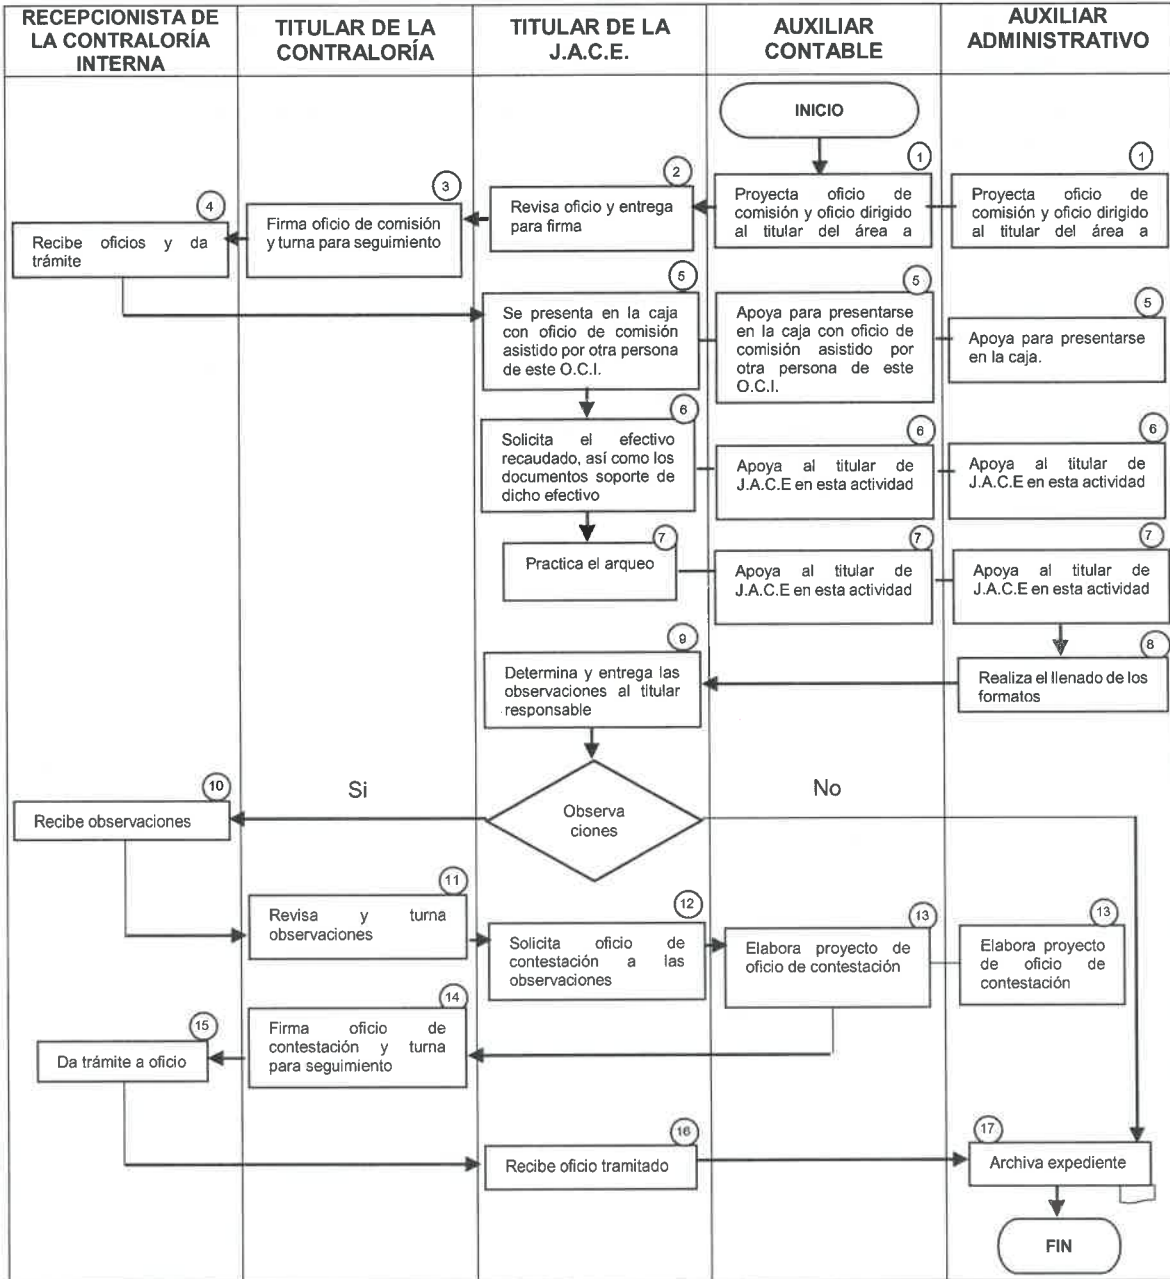 RECEPCIONISTA DE
LA CONTRALORÍA
INTERNA
TITULAR DE LA
CONTRALORÍA
TITULAR DE LA
J.A.C.E.
AUXILIAR
CONTABLE
AUXILIAR
ADMINISTRATIVO
INICIO
1
Proyecta oficio de
comisión y oficio dirigido
al titular del área a
1
Proyecta oficio de
comisión y oficio dirigido
al titular del área a
2
Revisa oficio y entrega
para firma
3
Firma oficio de comisión
y turna para seguimiento
4
Recibe oficios y da
trámite
5
Se presenta en la caja
con oficio de comisión
asistido por otra persona
de este O.C.I.
5
Apoya para presentarse
en la caja con oficio de
comisión asistido por
otra persona de este
O.C.I.
5
Apoya para presentarse
en la caja.
6
Solicita el efectivo
recaudado, así como los
documentos soporte de
dicho efectivo
6
Apoya al titular de
J.A.C.E en esta actividad
6
Apoya al titular de
J.A.C.E en esta actividad
7
Practica el arqueo
7
Apoya al titular de
J.A.C.E en esta actividad
7
Apoya al titular de
J.A.C.E en esta actividad
8
Realiza el llenado de los
formatos
9
Determina y entrega las
observaciones al titular
responsable
Observa
ciones
Si
No
10
Recibe observaciones
11
Revisa y turna
observaciones
12
Solicita oficio de
contestación a las
observaciones
13
Elabora proyecto de
oficio de contestación
13
Elabora proyecto
de oficio de
contestación
14
Firma oficio de
contestación y turna
para seguimiento
15
Da trámite a oficio
16
Recibe oficio tramitado
17
Archiva expediente
FIN